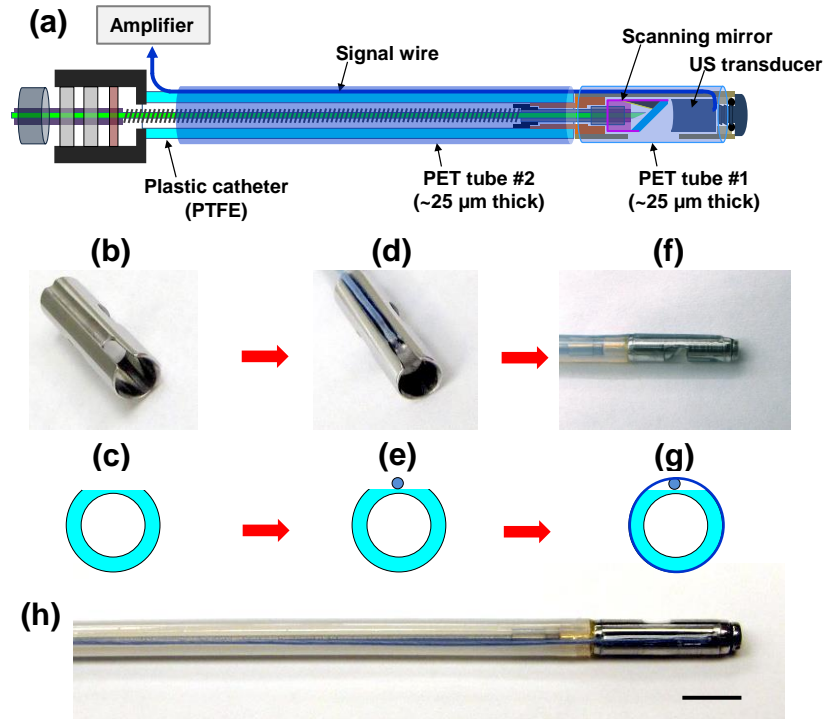 (a)
Amplifier
Signal wire
Scanning mirror
US transducer
Plastic catheter
(PTFE)
PET tube #2
(~25 µm thick)
PET tube #1
(~25 µm thick)
(b)
(d)
(f)
(c)
(e)
(g)
(h)